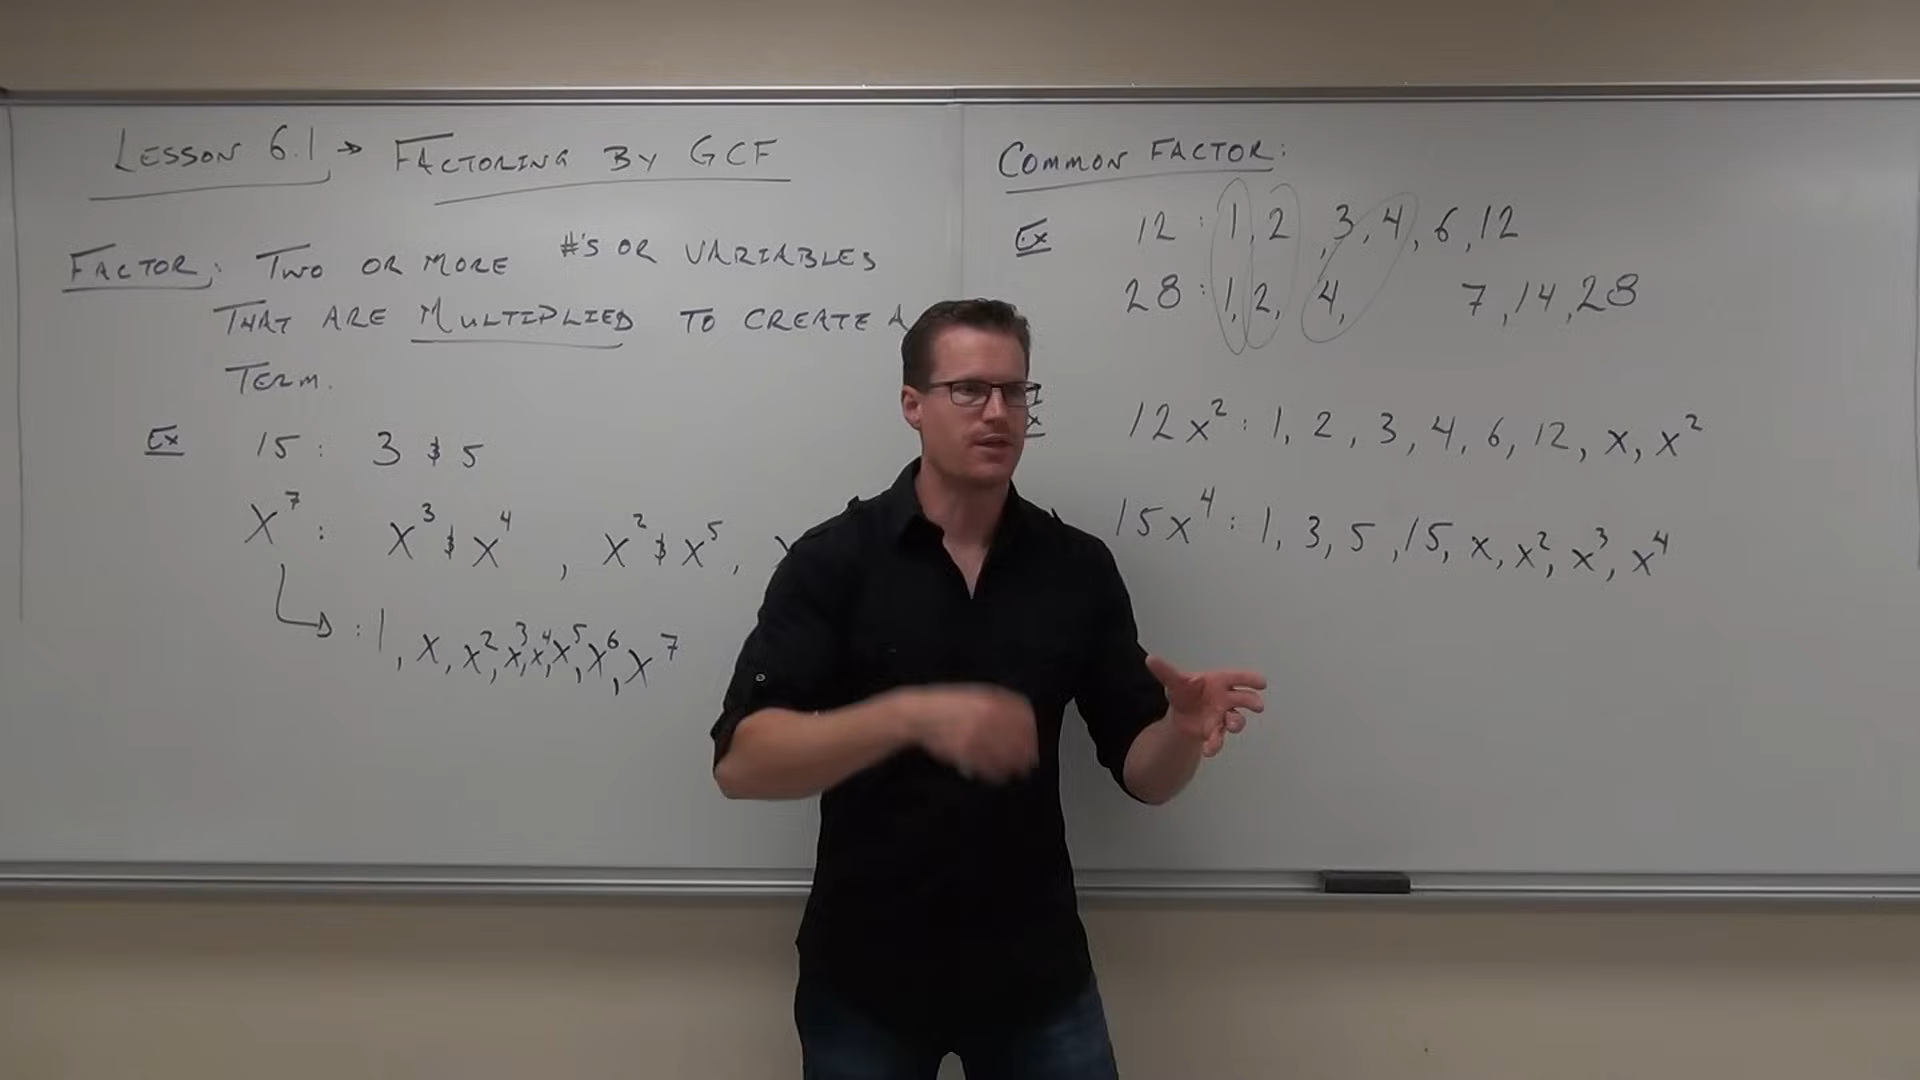 LESSON 6.1 → FACTORING BY GCF
FACTOR: TWO OR MORE #'S OR VARIABLES
THAT ARE MULTIPLIED TO CREATE A
TERM.
Ex 15: 3 & 5
x⁷: x³ & x⁴, x² & x⁵,
: 1, x, x², x³, x⁴, x⁵, x⁶, x⁷
COMMON FACTOR:
Ex 12: 1, 2, 3, 4, 6, 12
28: 1, 2, 4, 7, 14, 28
12x²: 1, 2, 3, 4, 6, 12, x, x²
15x⁴: 1, 3, 5, 15, x, x², x³, x⁴